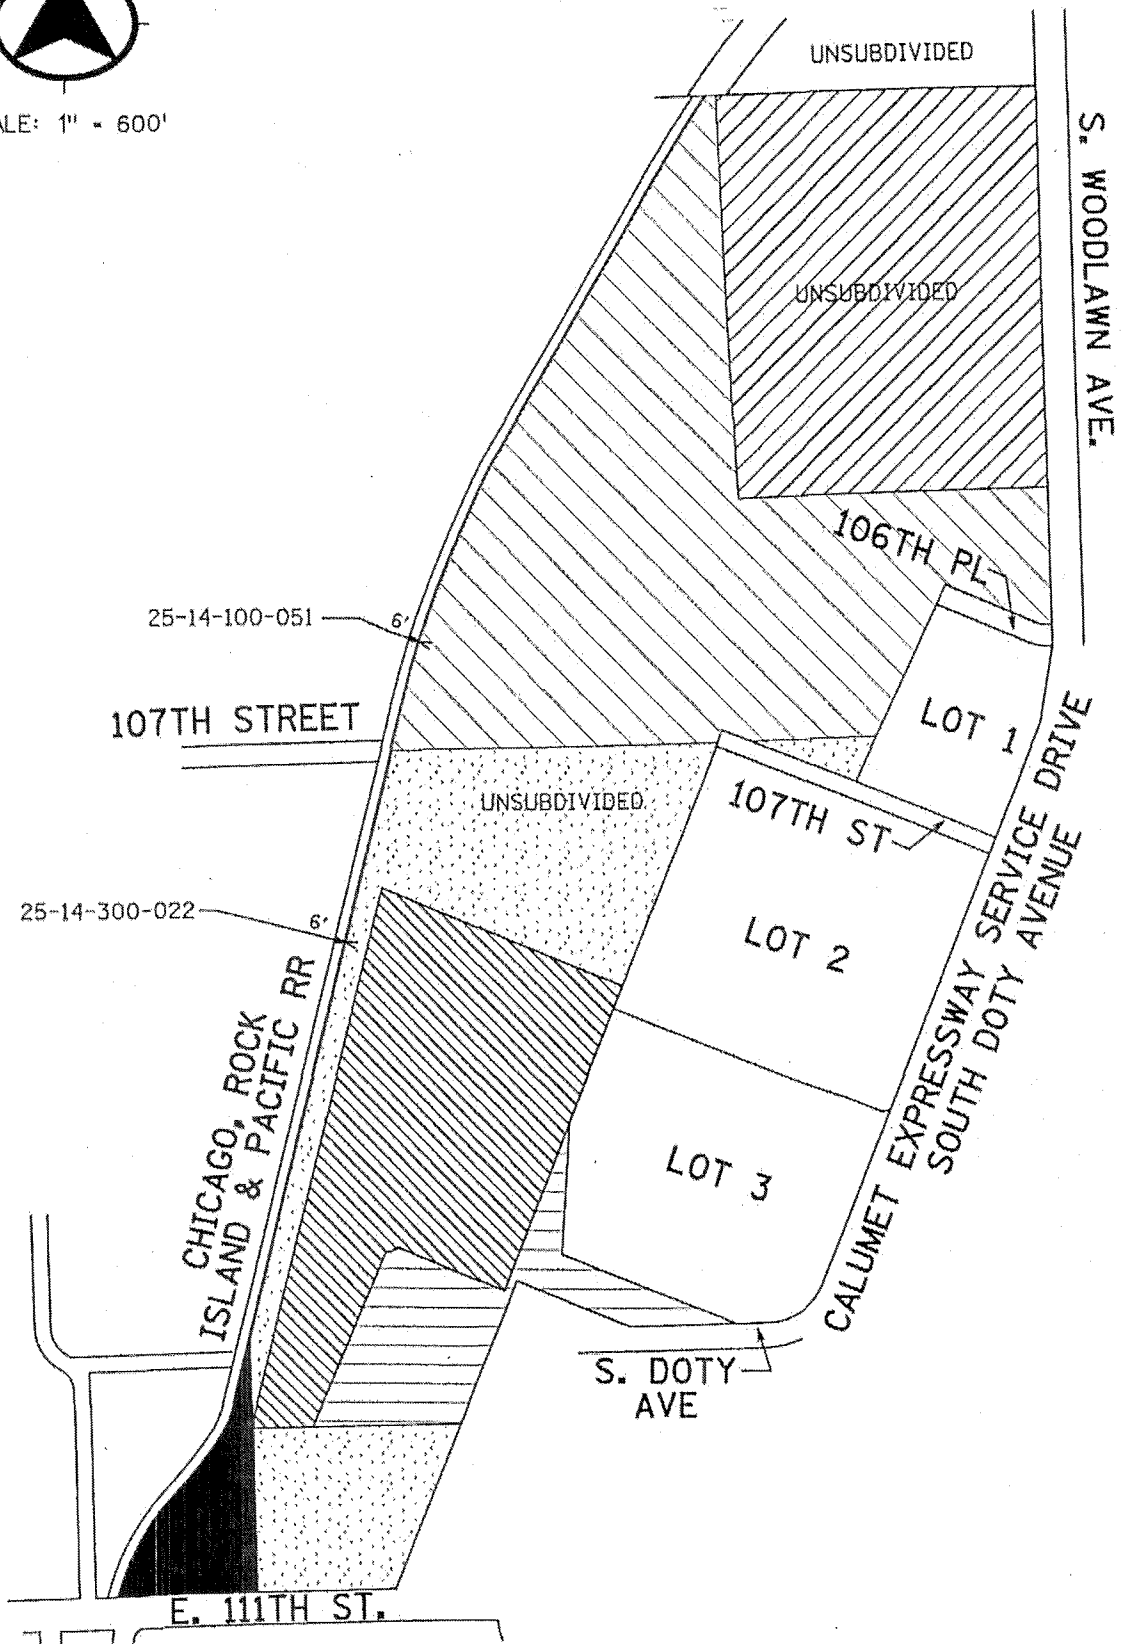 UNSUBDIVIDED
ALE: 1" = 600'
S. WOODLAWN AVE.
UNSUBDIVIDED
106TH PL
25-14-100-051
6'
107TH STREET
LOT 1
UNSUBDIVIDED
107TH ST
25-14-300-022
6'
LOT 2
CALUMET EXPRESSWAY SERVICE DRIVE
SOUTH DOTY AVENUE
CHICAGO, ROCK
ISLAND & PACIFIC RR
LOT 3
S. DOTY
AVE
E. 111TH ST.